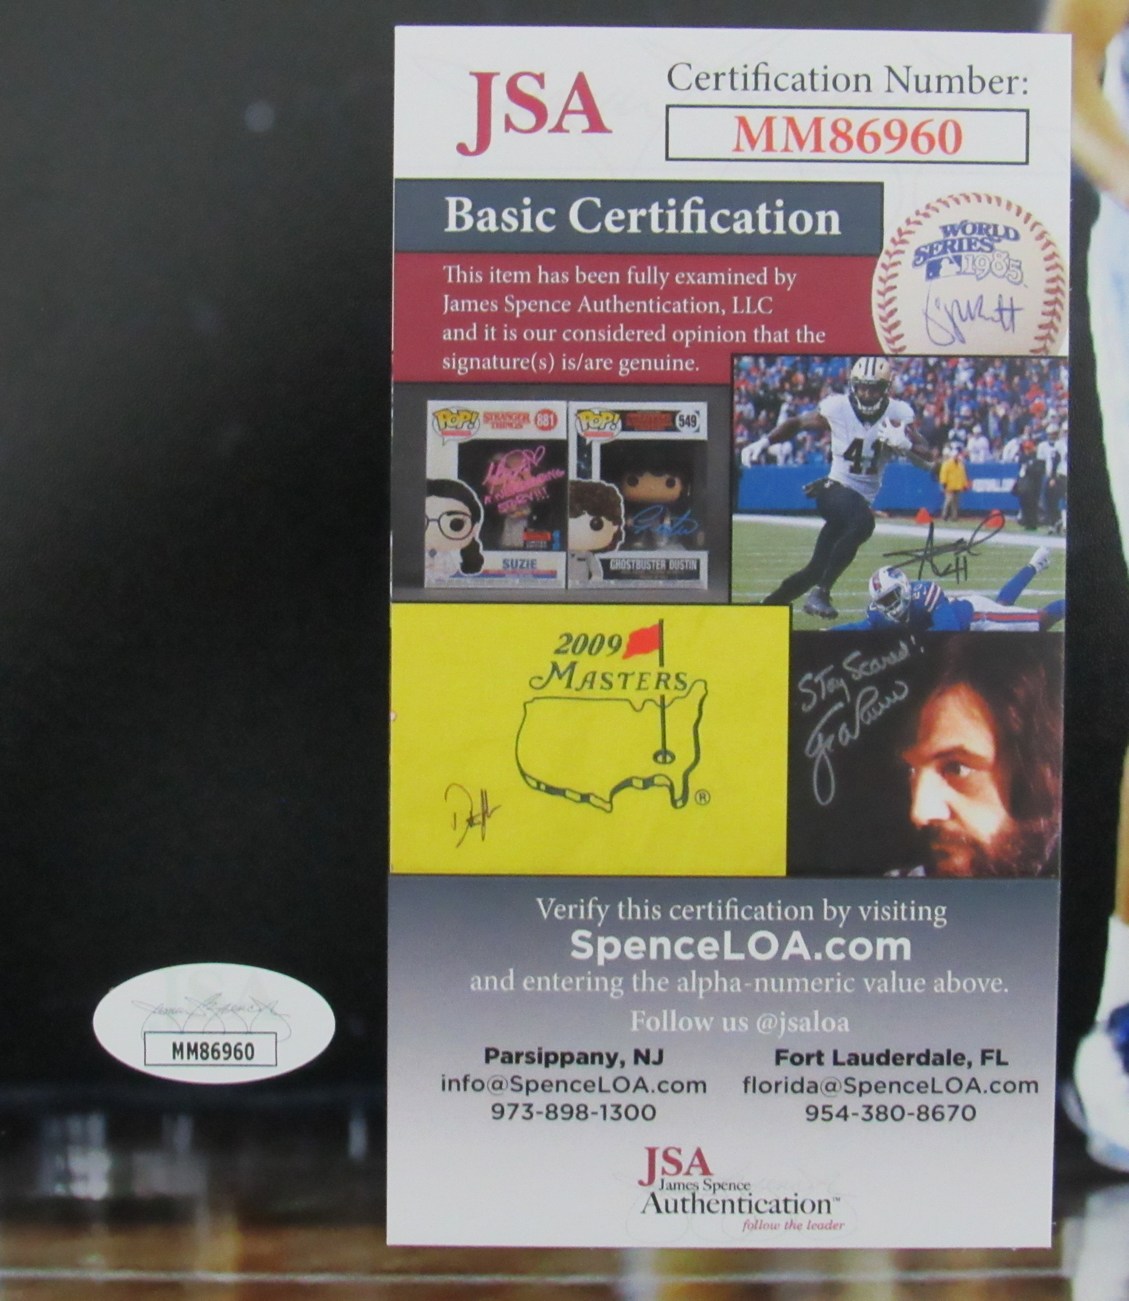 JSA
Certification Number:
MM86960
Basic Certification
This item has been fully examined by
James Spence Authentication, LLC
and it is our considered opinion that the
signature(s) is/are genuine.
WORLD
SERIES
1985
POP!
STRANGER
THINGS
881
POP!
549
SUZIE
GHOSTBUSTER DUSTIN
41
2009
MASTERS
®
Stay Scared!
Verify this certification by visiting
SpenceLOA.com
and entering the alpha-numeric value above.
Follow us @jsaloa
Parsippany, NJ
info@SpenceLOA.com
973-898-1300
Fort Lauderdale, FL
florida@SpenceLOA.com
954-380-8670
JSA
James Spence
Authentication™
follow the leader
JSA
MM86960